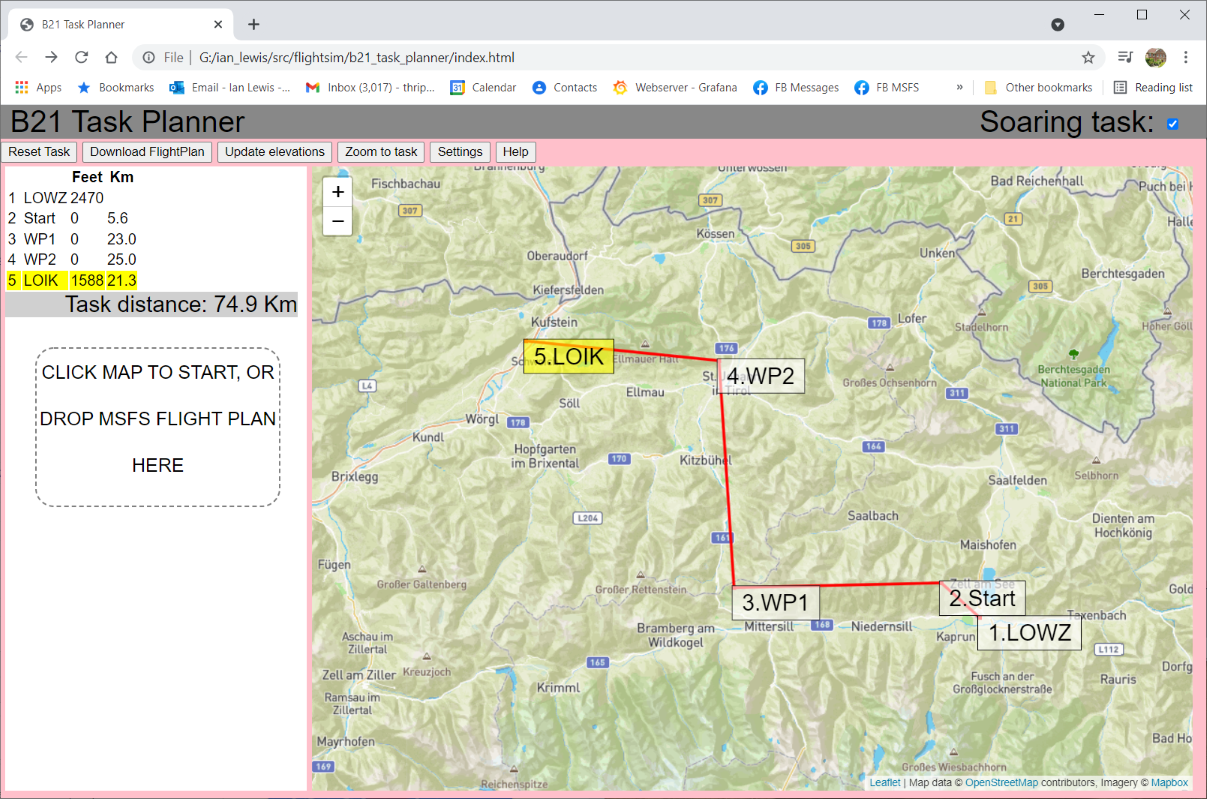 B21 Task Planner
File | G:/ian_lewis/src/flightsim/b21_task_planner/index.html
Apps Bookmarks Email - Ian Lewis -... Inbox (3,017) - thrip... 31 Calendar Contacts Webserver - Grafana FB Messages FB MSFS » Other bookmarks Reading list
B21 Task Planner Soaring task:
Reset Task Download FlightPlan Update elevations Zoom to task Settings Help
Feet Km
1 LOWZ 2470
2 Start 0 5.6
3 WP1 0 23.0
4 WP2 0 25.0
5 LOIK 1588 21.3
Task distance: 74.9 Km
CLICK MAP TO START, OR
DROP MSFS FLIGHT PLAN
HERE
+
−
Unterwössen
Bad Reichenhall
Fischbachau
Puch bei H
307
307
21
Halle
Kössen
305
Unken
Oberaudorf
Berchtesgaden
305
Kiefersfelden
Lofer
178
Stadelhorn
Hoher Göll
Kufstein
176
5.LOIK
Ellmauer Halt
4.WP2
Großes Ochsenhorn
Berchtesgaden
National Park
L4
Ellmau
311
Söll
Wörgl
178
Kundl
311
Hopfgarten
im Brixental
170
Kitzbühel
164
Brixlegg
Saalfelden
Selbhorn
L204
Saalbach
Dienten am
Hochkönig
161
Maishofen
Fügen
Großer Galtenberg
Großer Rettenstein
Zell am See
Gold
3.WP1
2.Start
Taxenbach
Bramberg am
Wildkogel
Mittersill
168
Niedernsill
Kaprun
1.LOWZ
Aschau im
Zillertal
L112
165
Zell am Ziller
Kreuzjoch
Fusch an der
Großglocknerstraße
Rauris
Dorfg
Krimml
Ramsau im
Zillertal
Mayrhofen
Bad Ho
169
Großes Wiesbachhorn
Reichenspitze
Leaflet | Map data © OpenStreetMap contributors, Imagery © Mapbox